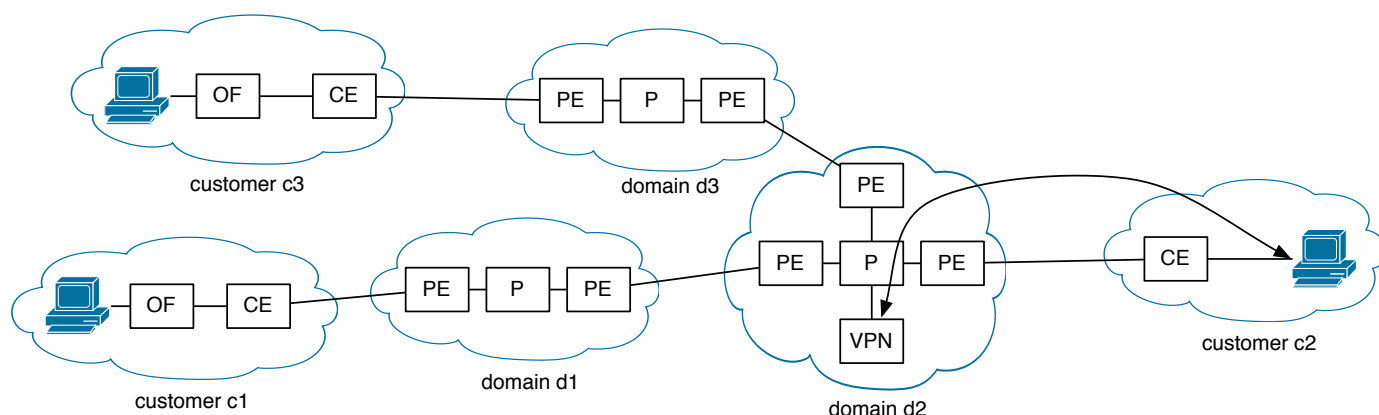 OF
CE
PE
P
PE
customer c3
domain d3
PE
PE
P
PE
CE
OF
CE
PE
P
PE
VPN
customer c2
domain d1
customer c1
domain d2